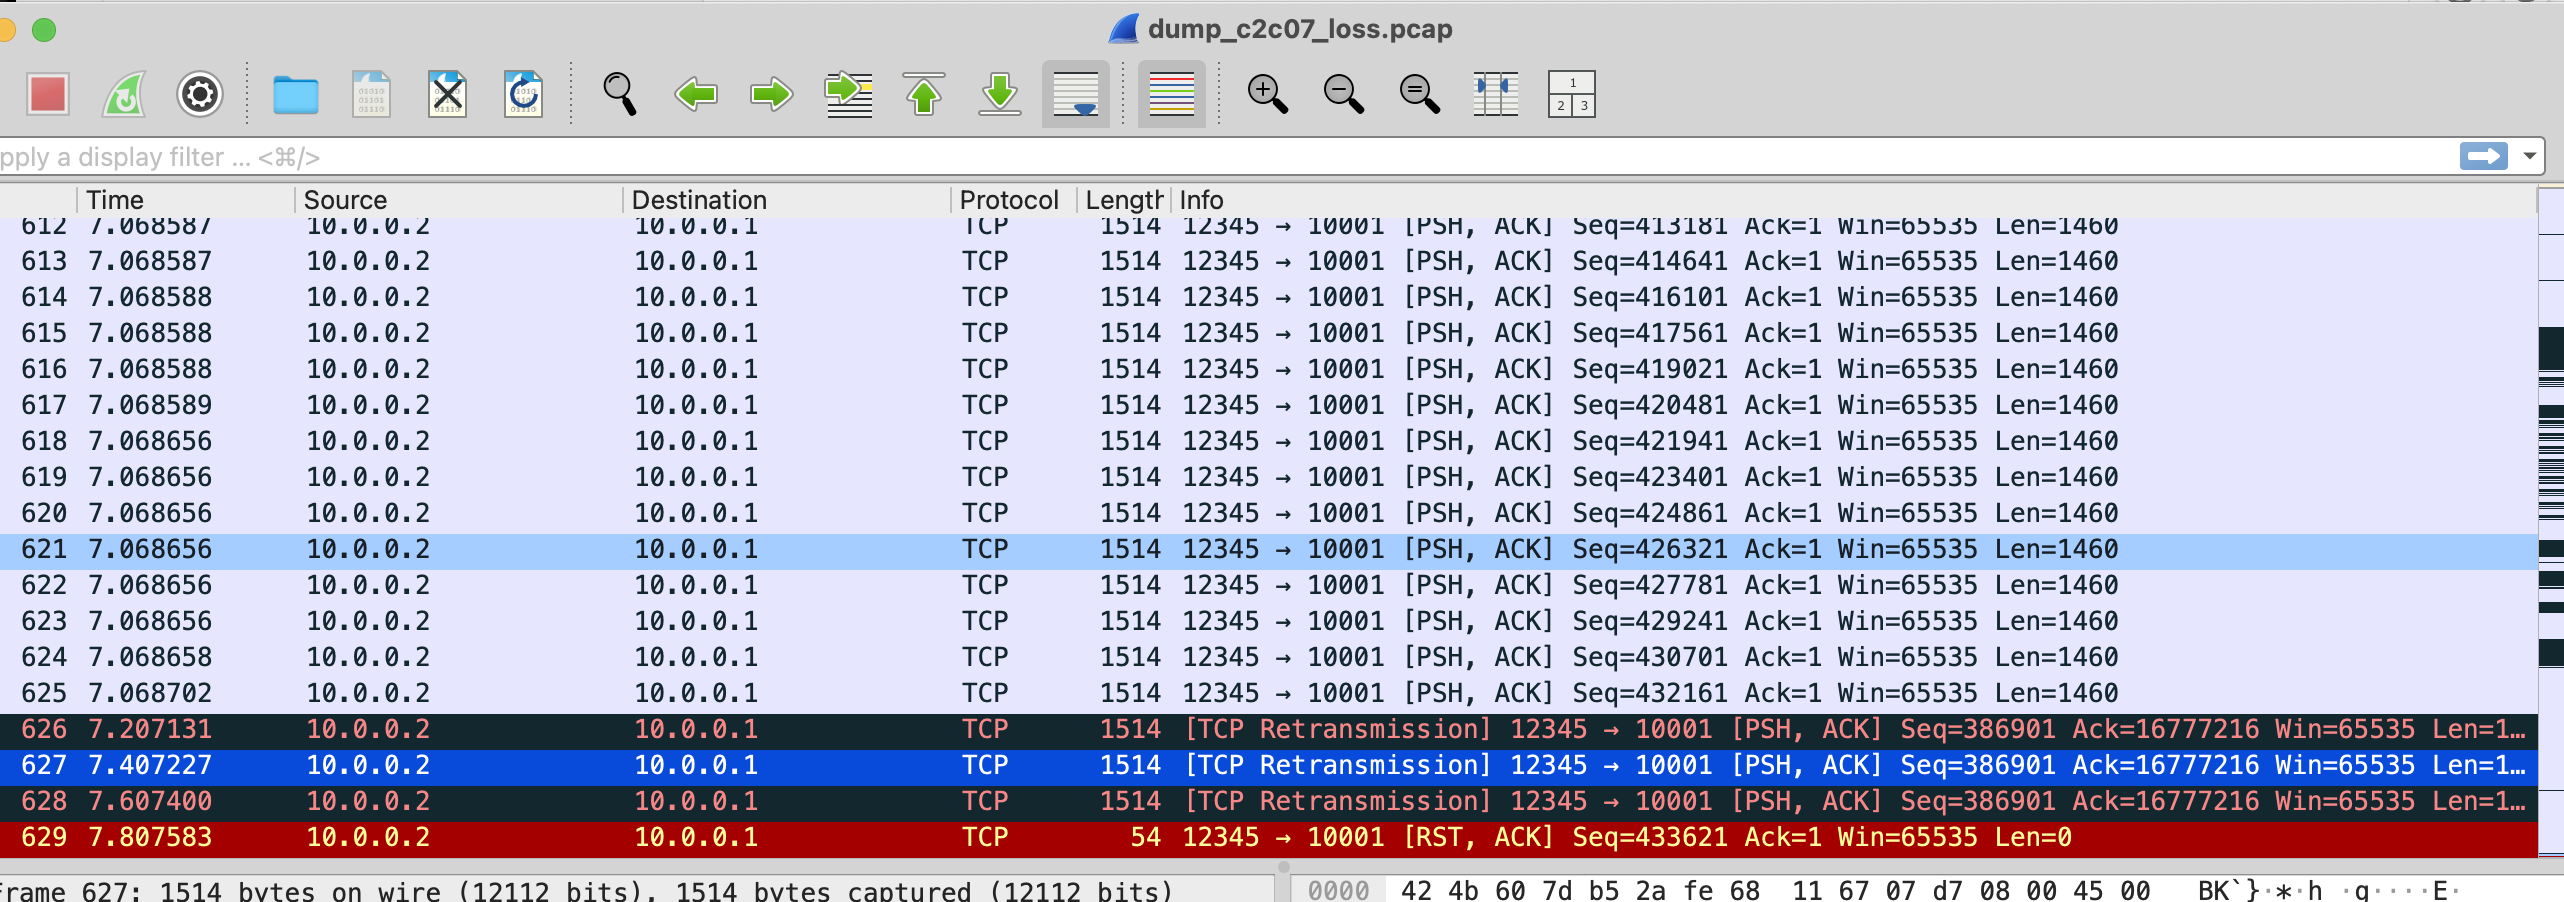 dump_c2c07_loss.pcap
1
2 3
pply a display filter ... <⌘/>
Time Source Destination Protocol Length Info
612 7.068587 10.0.0.2 10.0.0.1 TCP 1514 12345 → 10001 [PSH, ACK] Seq=413181 Ack=1 Win=65535 Len=1460
613 7.068587 10.0.0.2 10.0.0.1 TCP 1514 12345 → 10001 [PSH, ACK] Seq=414641 Ack=1 Win=65535 Len=1460
614 7.068588 10.0.0.2 10.0.0.1 TCP 1514 12345 → 10001 [PSH, ACK] Seq=416101 Ack=1 Win=65535 Len=1460
615 7.068588 10.0.0.2 10.0.0.1 TCP 1514 12345 → 10001 [PSH, ACK] Seq=417561 Ack=1 Win=65535 Len=1460
616 7.068588 10.0.0.2 10.0.0.1 TCP 1514 12345 → 10001 [PSH, ACK] Seq=419021 Ack=1 Win=65535 Len=1460
617 7.068589 10.0.0.2 10.0.0.1 TCP 1514 12345 → 10001 [PSH, ACK] Seq=420481 Ack=1 Win=65535 Len=1460
618 7.068656 10.0.0.2 10.0.0.1 TCP 1514 12345 → 10001 [PSH, ACK] Seq=421941 Ack=1 Win=65535 Len=1460
619 7.068656 10.0.0.2 10.0.0.1 TCP 1514 12345 → 10001 [PSH, ACK] Seq=423401 Ack=1 Win=65535 Len=1460
620 7.068656 10.0.0.2 10.0.0.1 TCP 1514 12345 → 10001 [PSH, ACK] Seq=424861 Ack=1 Win=65535 Len=1460
621 7.068656 10.0.0.2 10.0.0.1 TCP 1514 12345 → 10001 [PSH, ACK] Seq=426321 Ack=1 Win=65535 Len=1460
622 7.068656 10.0.0.2 10.0.0.1 TCP 1514 12345 → 10001 [PSH, ACK] Seq=427781 Ack=1 Win=65535 Len=1460
623 7.068656 10.0.0.2 10.0.0.1 TCP 1514 12345 → 10001 [PSH, ACK] Seq=429241 Ack=1 Win=65535 Len=1460
624 7.068658 10.0.0.2 10.0.0.1 TCP 1514 12345 → 10001 [PSH, ACK] Seq=430701 Ack=1 Win=65535 Len=1460
625 7.068702 10.0.0.2 10.0.0.1 TCP 1514 12345 → 10001 [PSH, ACK] Seq=432161 Ack=1 Win=65535 Len=1460
626 7.207131 10.0.0.2 10.0.0.1 TCP 1514 [TCP Retransmission] 12345 → 10001 [PSH, ACK] Seq=386901 Ack=16777216 Win=65535 Len=1…
627 7.407227 10.0.0.2 10.0.0.1 TCP 1514 [TCP Retransmission] 12345 → 10001 [PSH, ACK] Seq=386901 Ack=16777216 Win=65535 Len=1…
628 7.607400 10.0.0.2 10.0.0.1 TCP 1514 [TCP Retransmission] 12345 → 10001 [PSH, ACK] Seq=386901 Ack=16777216 Win=65535 Len=1…
629 7.807583 10.0.0.2 10.0.0.1 TCP 54 12345 → 10001 [RST, ACK] Seq=433621 Ack=1 Win=65535 Len=0
Frame 627: 1514 bytes on wire (12112 bits), 1514 bytes captured (12112 bits)
0000 42 4b 60 7d b5 2a fe 68 11 67 07 d7 08 00 45 00 BK`}·*·h ·g····E·